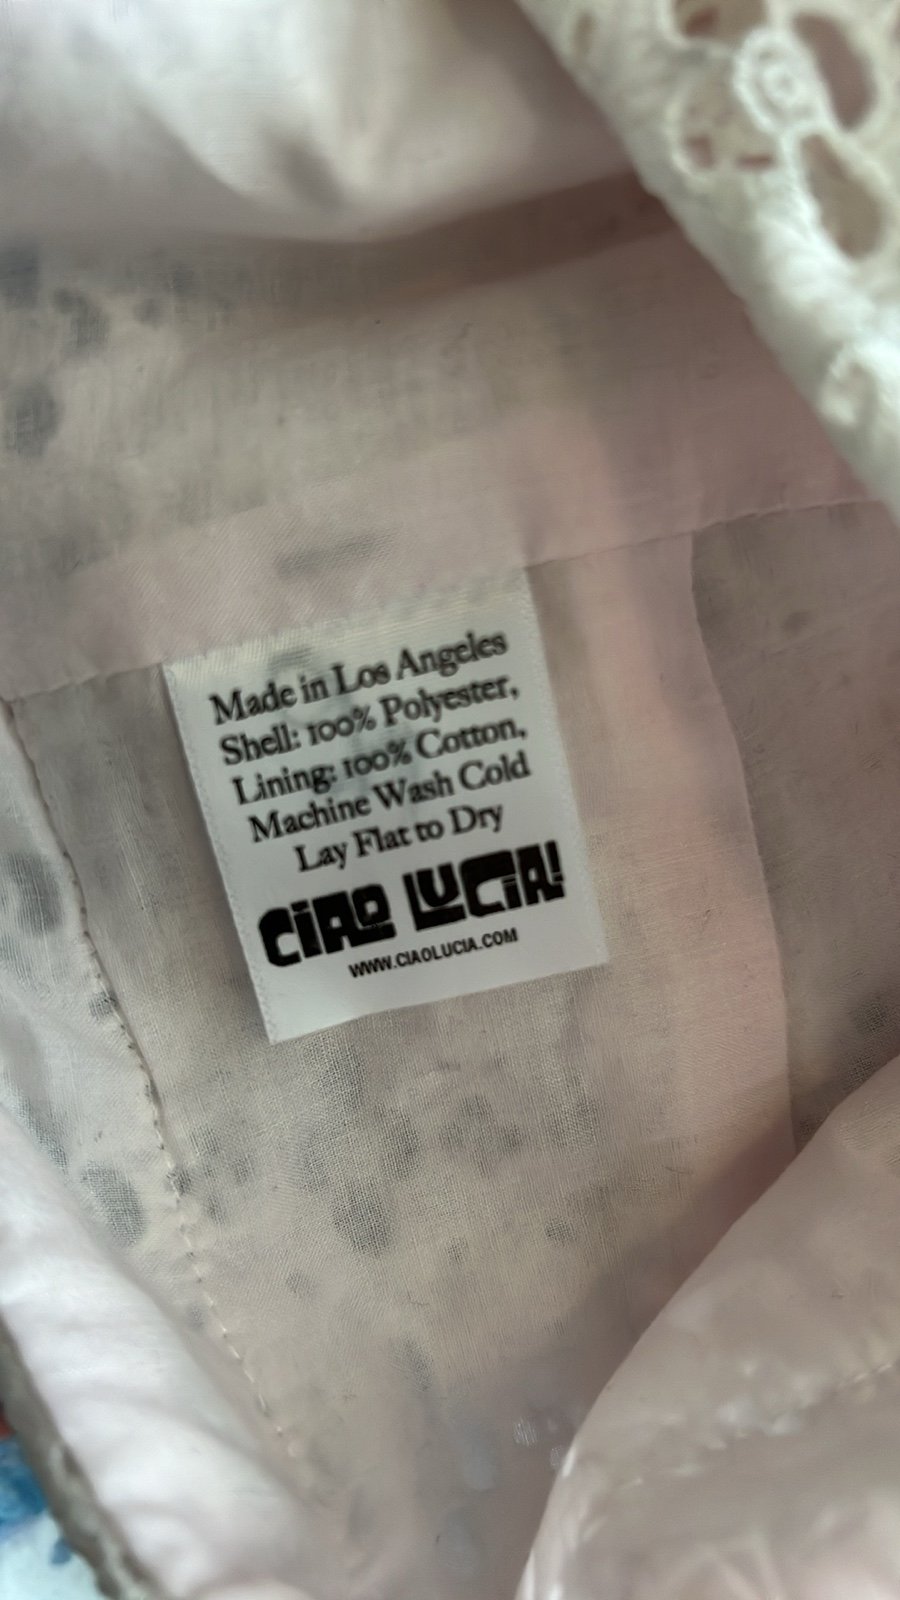 Made in Los Angeles
Shell: 100% Polyester,
Lining: 100% Cotton,
Machine Wash Cold
Lay Flat to Dry
CIAO LUCIA!
WWW.CIAOLUCIA.COM